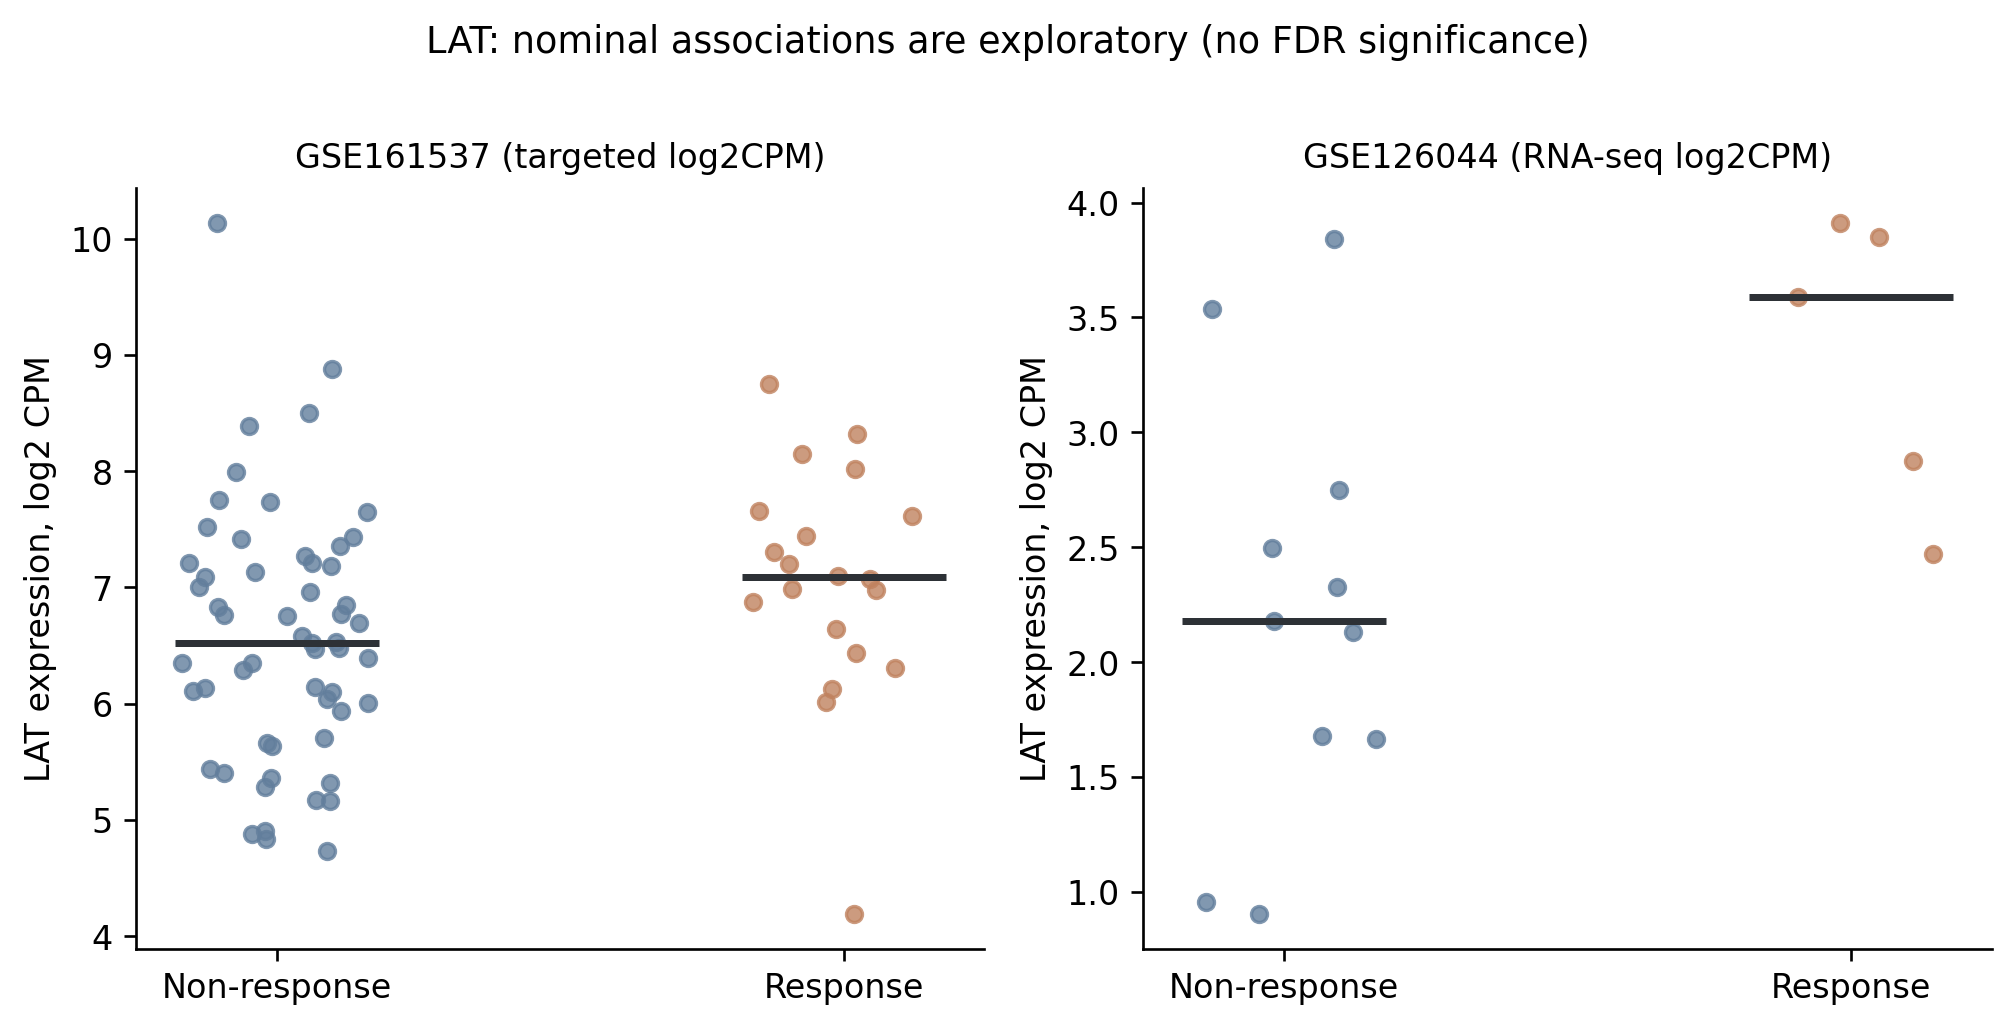 LAT: nominal associations are exploratory (no FDR significance)
GSE161537 (targeted log2CPM)
LAT expression, log2 CPM
10
9
8
7
6
5
4
Non-response
Response
GSE126044 (RNA-seq log2CPM)
LAT expression, log2 CPM
4.0
3.5
3.0
2.5
2.0
1.5
1.0
Non-response
Response